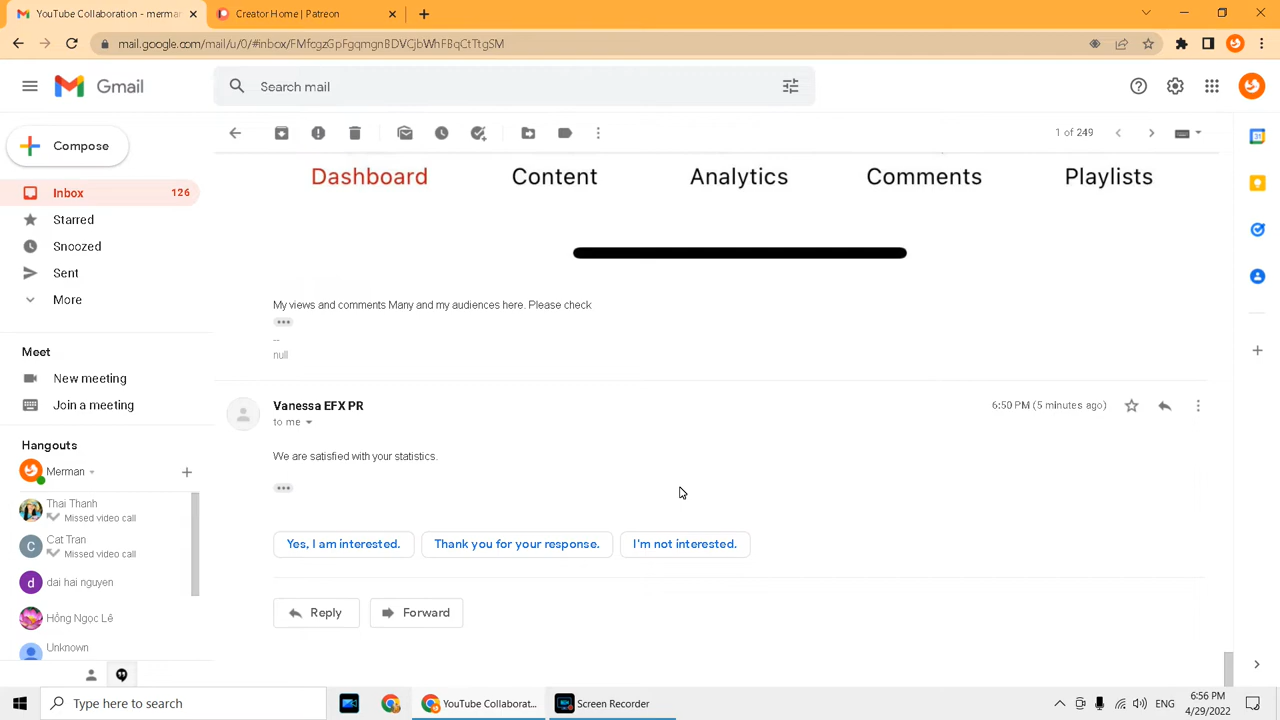 YouTube Collaboration - merman
Creator Home | Patreon
mail.google.com/mail/u/0/#inbox/FMfcgzGpFgqmgnBDVCjbWhFBqCtTtgSM
Gmail
Search mail
Compose
1 of 249
Inbox 126
Starred
Snoozed
Sent
More
Meet
New meeting
Join a meeting
Hangouts
Merman
Thai Thanh
Missed video call
Cat Tran
Missed video call
dai hai nguyen
Hồng Ngọc Lê
Unknown
Dashboard Content Analytics Comments Playlists
My views and comments Many and my audiences here. Please check
--
null
Vanessa EFX PR
6:50 PM (5 minutes ago)
to me
We are satisfied with your statistics.
Yes, I am interested.
Thank you for your response.
I'm not interested.
Reply
Forward
Type here to search
YouTube Collaborat...
Screen Recorder
ENG
6:56 PM
4/29/2022